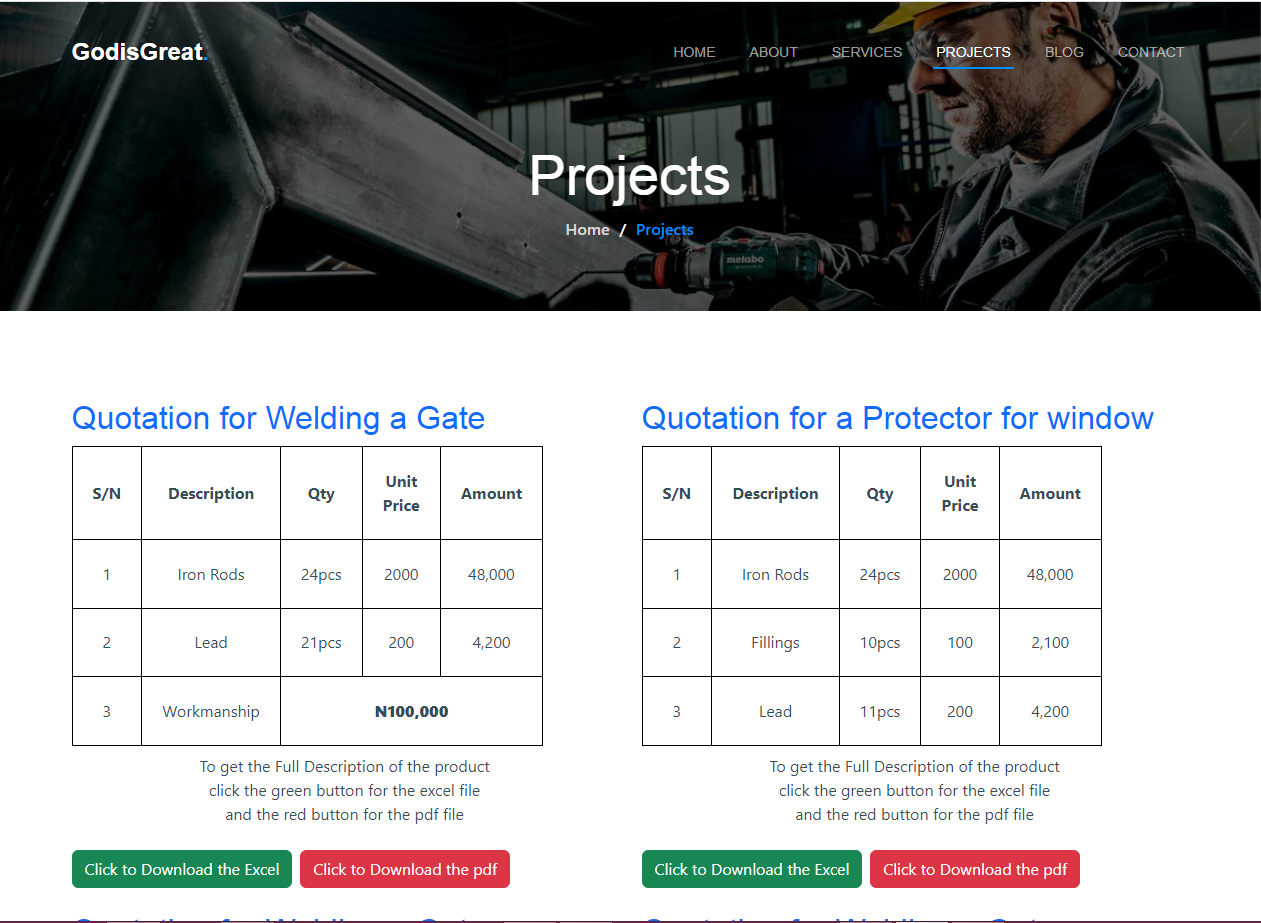 GodisGreat.
HOME ABOUT SERVICES PROJECTS BLOG CONTACT
Projects
Home / Projects
metabo
Quotation for Welding a Gate
S/N Description Qty Unit Price Amount
1 Iron Rods 24pcs 2000 48,000
2 Lead 21pcs 200 4,200
3 Workmanship N100,000
To get the Full Description of the product
click the green button for the excel file
and the red button for the pdf file
Click to Download the Excel Click to Download the pdf
Quotation for a Protector for window
S/N Description Qty Unit Price Amount
1 Iron Rods 24pcs 2000 48,000
2 Fillings 10pcs 100 2,100
3 Lead 11pcs 200 4,200
To get the Full Description of the product
click the green button for the excel file
and the red button for the pdf file
Click to Download the Excel Click to Download the pdf